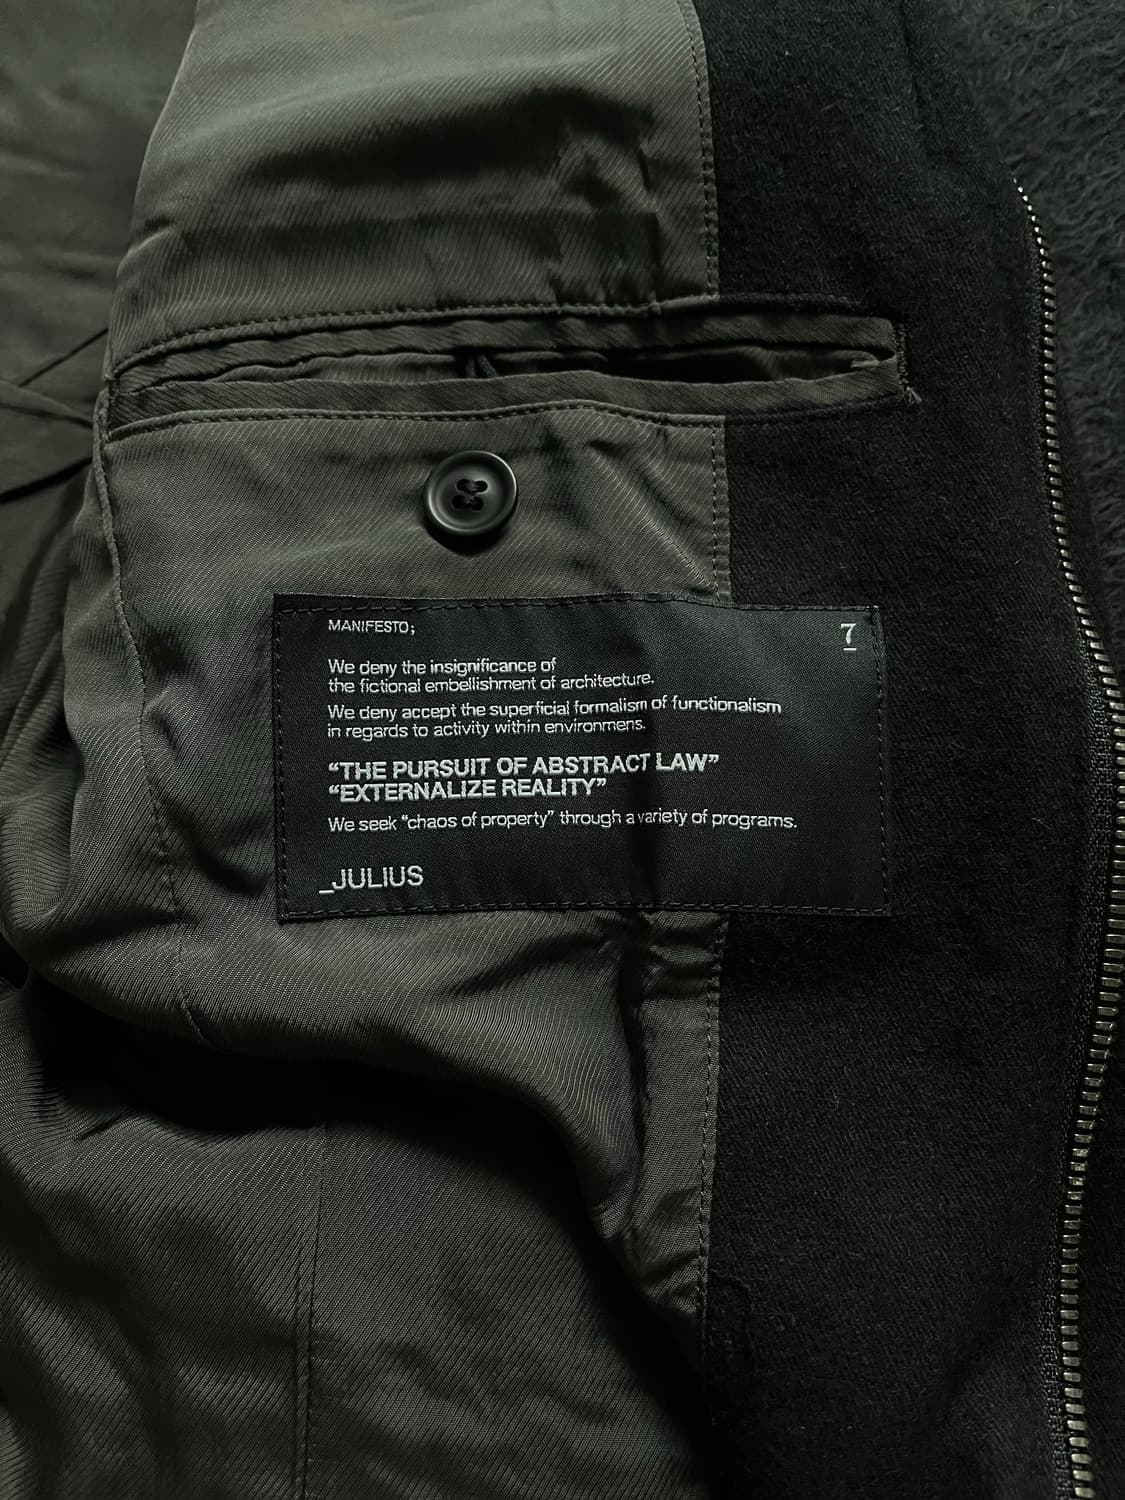 MANIFESTO;
7
We deny the insignificance of
the fictional embellishment of architecture.
We deny accept the superficial formalism of functionalism
in regards to activity within environmens.
“THE PURSUIT OF ABSTRACT LAW”
“EXTERNALIZE REALITY”
We seek “chaos of property” through a variety of programs.
_JULIUS